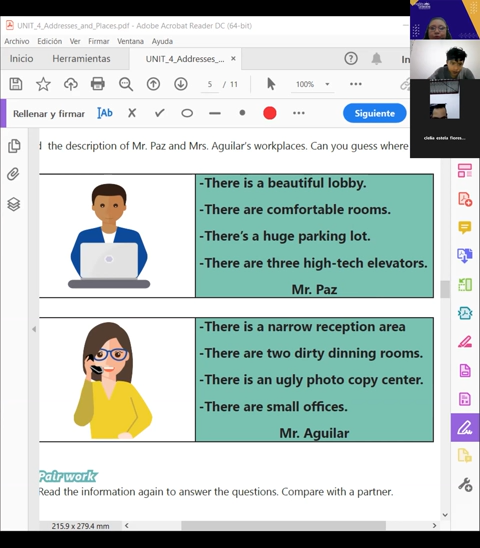 UNIT_4_Addresses_and_Places.pdf - Adobe Acrobat Reader DC (64-bit)
Archivo Edición Ver Firmar Ventana Ayuda
Inicio Herramientas UNIT_4_Addresses_... × In
5 / 11 100%
Rellenar y firmar Ab Siguiente
d the description of Mr. Paz and Mrs. Aguilar's workplaces. Can you guess where
-There is a beautiful lobby.
-There are comfortable rooms.
-There's a huge parking lot.
-There are three high-tech elevators.
Mr. Paz
-There is a narrow reception area
-There are two dirty dinning rooms.
-There is an ugly photo copy center.
-There are small offices.
Mr. Aguilar
Pair work
Read the information again to answer the questions. Compare with a partner.
215.9 x 279.4 mm